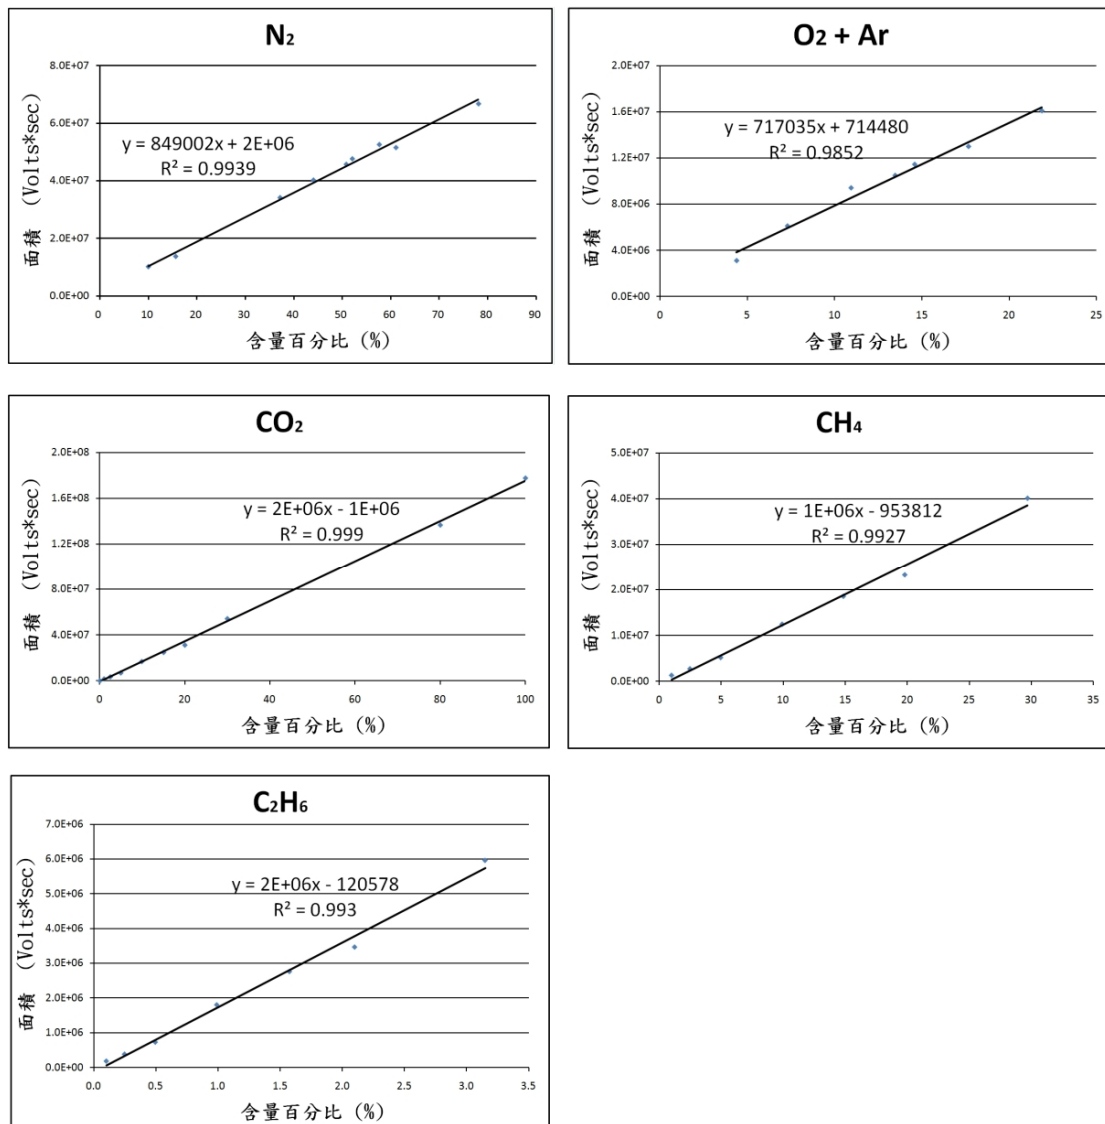 N₂
8.0E+07
6.0E+07
4.0E+07
2.0E+07
0.0E+00
面積 (Volts*sec)
y = 849002x + 2E+06
R² = 0.9939
0 10 20 30 40 50 60 70 80 90
含量百分比 (%)
O₂ + Ar
2.0E+07
1.6E+07
1.2E+07
8.0E+06
4.0E+06
0.0E+00
面積 (Volts*sec)
y = 717035x + 714480
R² = 0.9852
0 5 10 15 20 25
含量百分比 (%)
CO₂
2.0E+08
1.6E+08
1.2E+08
8.0E+07
4.0E+07
0.0E+00
面積 (Volts*sec)
y = 2E+06x - 1E+06
R² = 0.999
0 20 40 60 80 100
含量百分比 (%)
CH₄
5.0E+07
4.0E+07
3.0E+07
2.0E+07
1.0E+07
0.0E+00
面積 (Volts*sec)
y = 1E+06x - 953812
R² = 0.9927
0 5 10 15 20 25 30 35
含量百分比 (%)
C₂H₆
7.0E+06
6.0E+06
5.0E+06
4.0E+06
3.0E+06
2.0E+06
1.0E+06
0.0E+00
面積 (Volts*sec)
y = 2E+06x - 120578
R² = 0.993
0.0 0.5 1.0 1.5 2.0 2.5 3.0 3.5
含量百分比 (%)